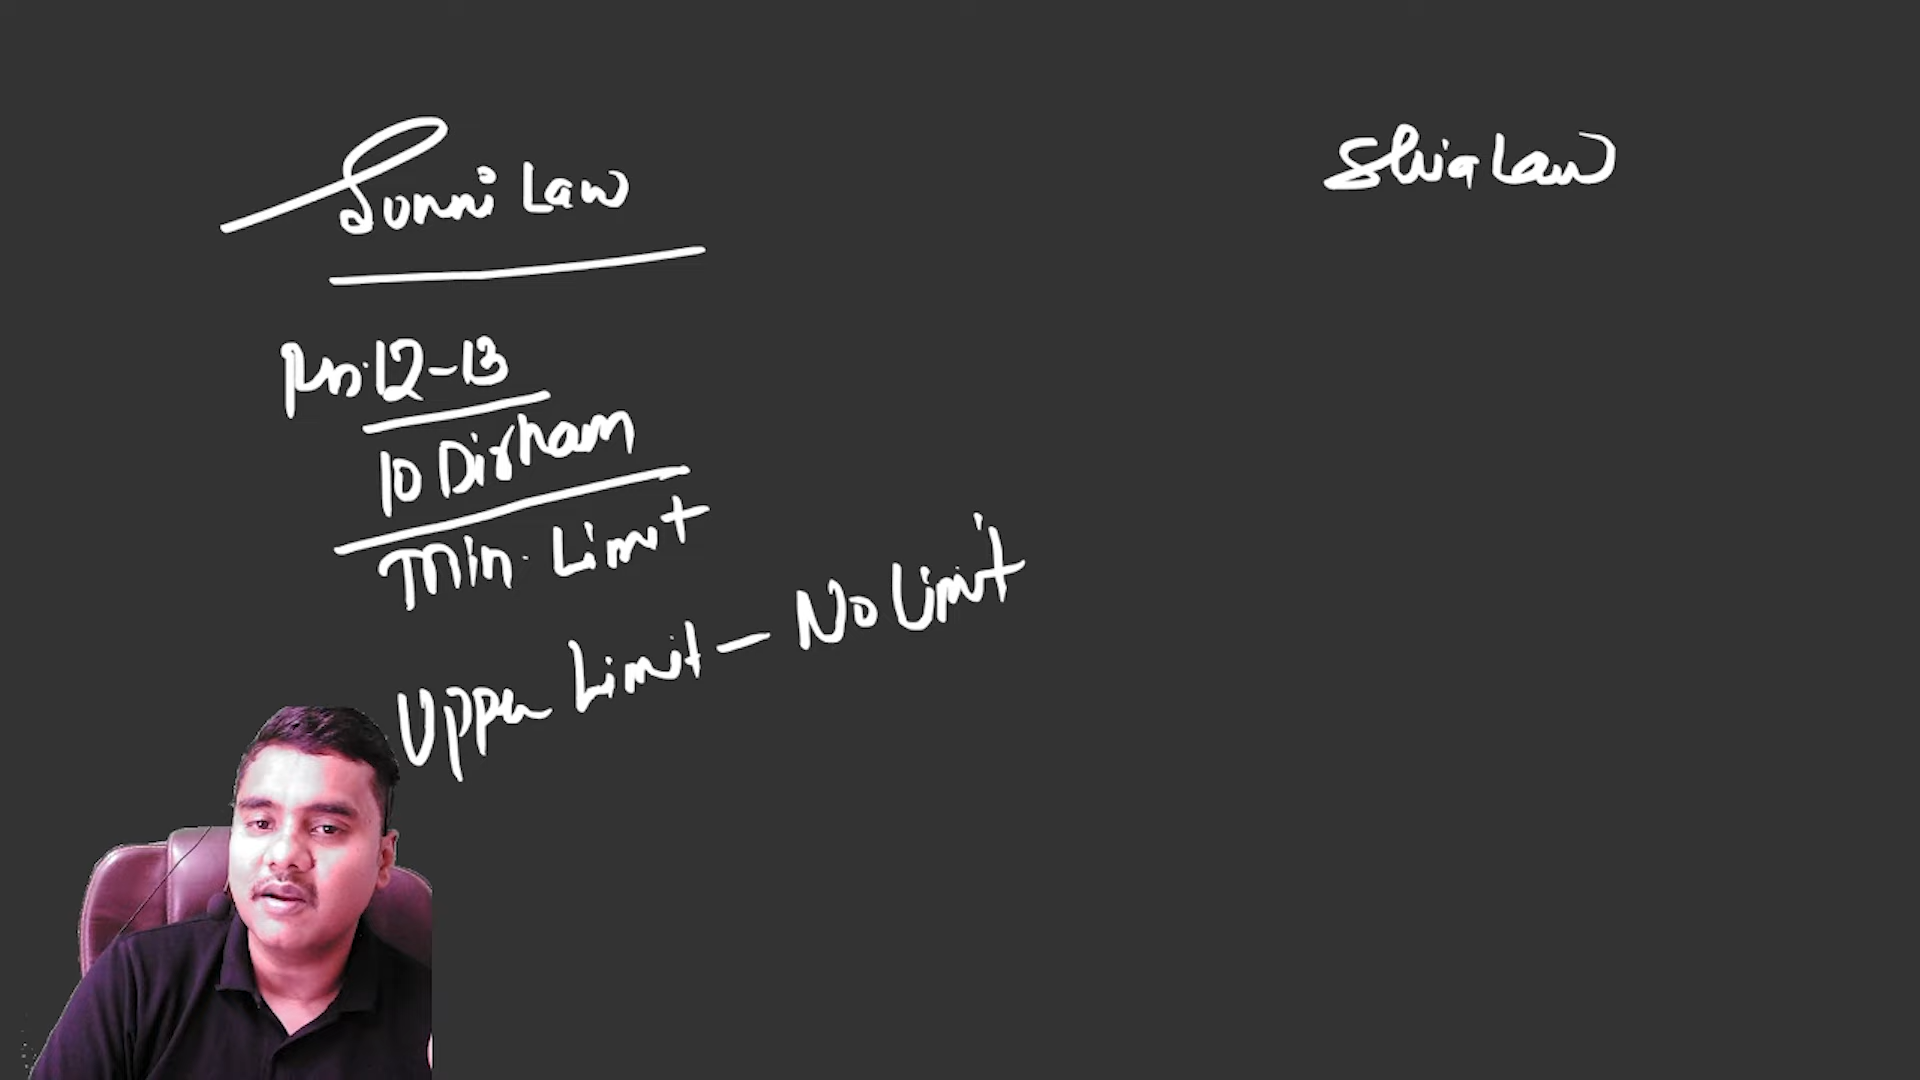 Sunni Law
Rs. 12-13
10 Dirham
Min. Limit
Upper Limit - No Limit
Shia Law